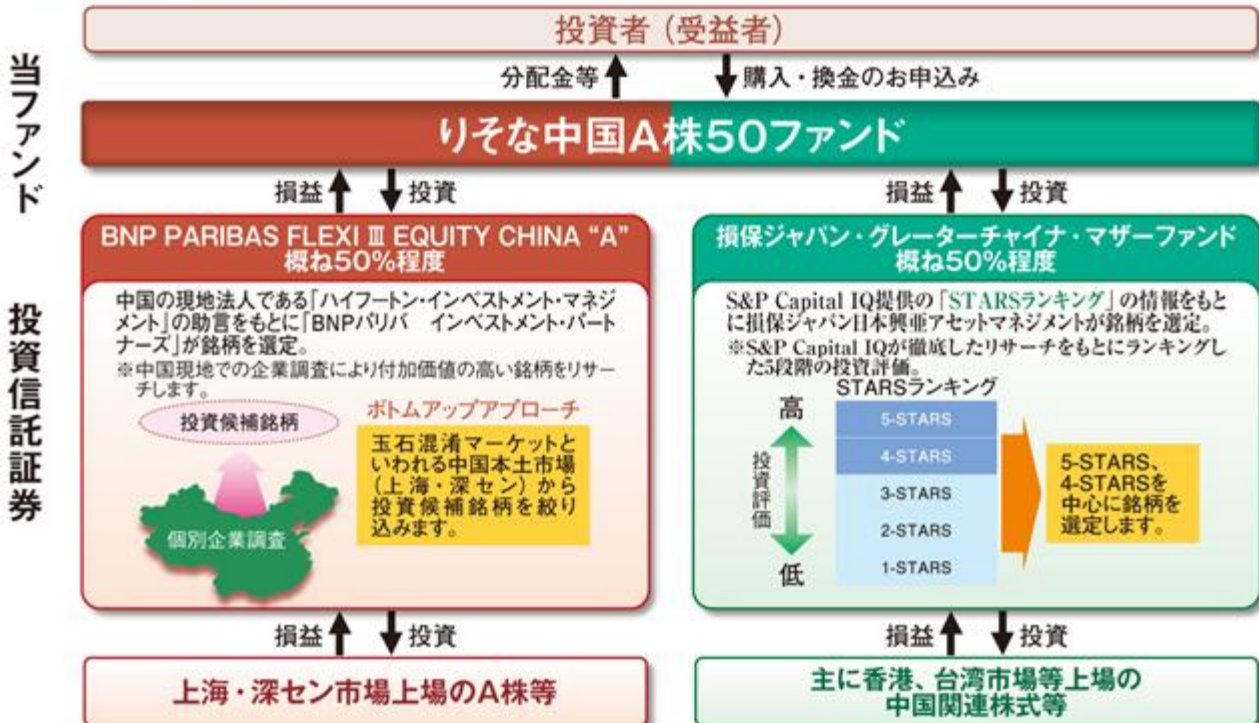 投資者（受益者）
分配金等
購入・換金のお申込み
当ファンド
りそな中国A株50ファンド
損益
投資
損益
投資
投資信託証券
BNP PARIBAS FLEXI Ⅲ EQUITY CHINA “A”
概ね50%程度
中国の現地法人である「ハイフートン・インベストメント・マネジ
メント」の助言をもとに「BNPパリバ　インベストメント・パート
ナーズ」が銘柄を選定。
※中国現地での企業調査により付加価値の高い銘柄をリサー
チします。
投資候補銘柄
個別企業調査
ボトムアップアプローチ
玉石混淆マーケットと
いわれる中国本土市場
（上海・深セン）から
投資候補銘柄を絞り
込みます。
損保ジャパン・グレーターチャイナ・マザーファンド
概ね50%程度
S&P Capital IQ提供の「STARSランキング」の情報をもと
に損保ジャパン日本興亜アセットマネジメントが銘柄を選定。
※S&P Capital IQが徹底したリサーチをもとにランキングし
た5段階の投資評価。
STARSランキング
高
投資評価
低
5-STARS
4-STARS
3-STARS
2-STARS
1-STARS
5-STARS、
4-STARSを
中心に銘柄を
選定します。
損益
投資
損益
投資
上海・深セン市場上場のA株等
主に香港、台湾市場等上場の
中国関連株式等